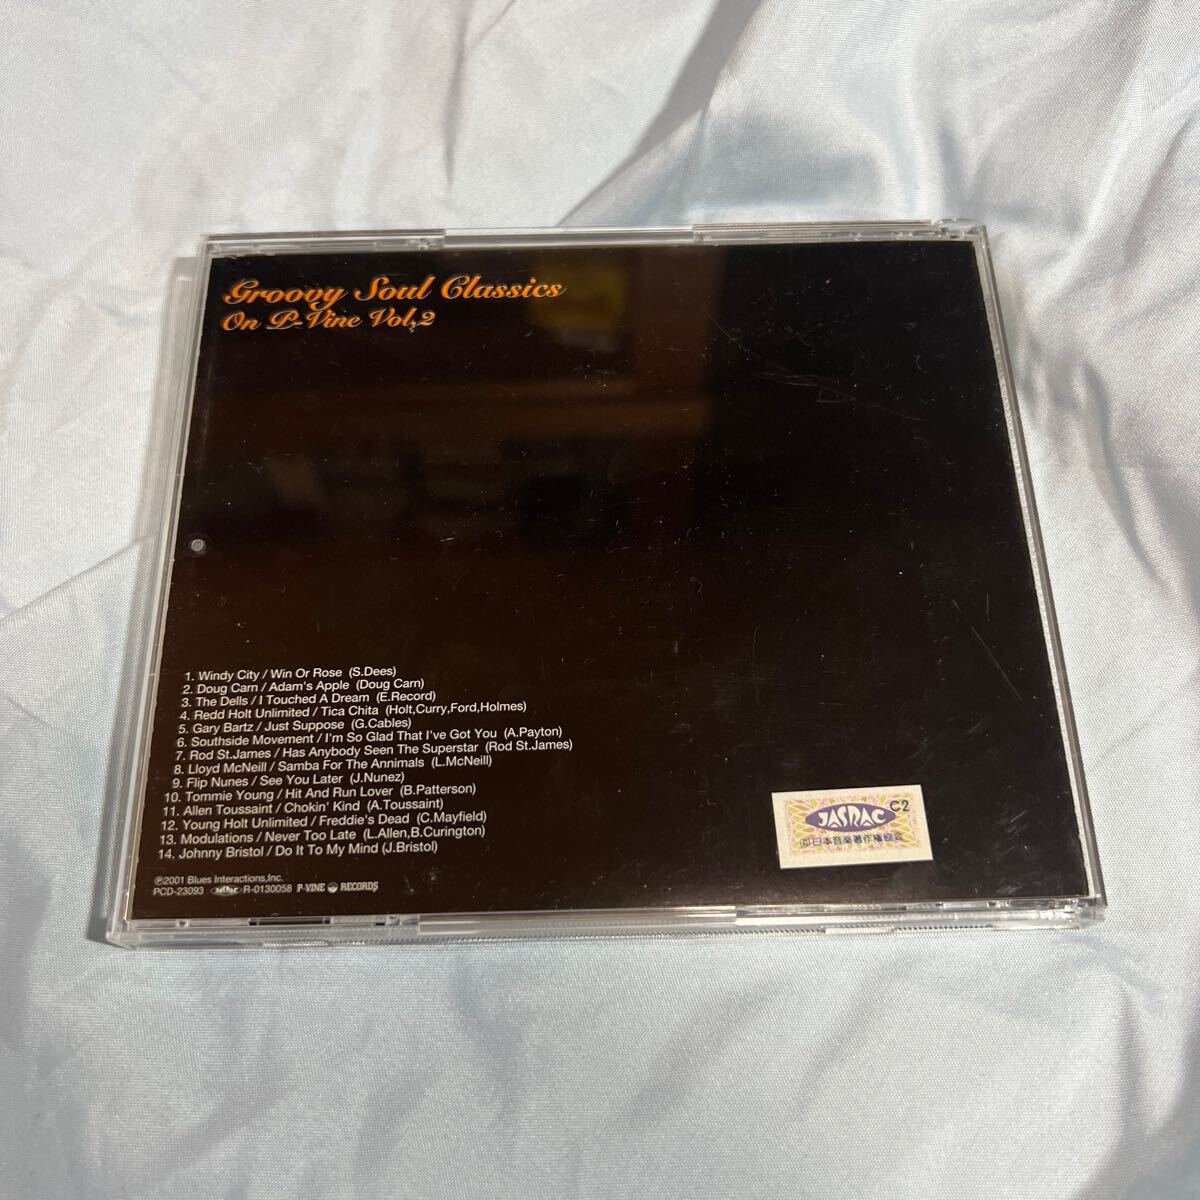 Groovy Soul Classics
On P-Vine Vol,2
1. Windy City / Win Or Rose (S.Dees)
2. Doug Carn / Adam's Apple (Doug Carn)
3. The Dells / I Touched A Dream (E.Record)
4. Redd Holt Unlimited / Tica Chita (Holt,Curry,Ford,Holmes)
5. Gary Bartz / Just Suppose (G.Cables)
6. Southside Movement / I'm So Glad That I've Got You (A.Payton)
7. Rod St.James / Has Anybody Seen The Superstar (Rod St.James)
8. Lloyd McNeill / Samba For The Annimals (L.McNeill)
9. Flip Nunes / See You Later (J.Nunez)
10. Tommie Young / Hit And Run Lover (B.Patterson)
11. Allen Toussaint / Chokin' Kind (A.Toussaint)
12. Young Holt Unlimited / Freddie's Dead (C.Mayfield)
13. Modulations / Never Too Late (L.Allen,B.Curington)
14. Johnny Bristol / Do It To My Mind (J.Bristol)
℗2001 Blues Interactions,Inc.
PCD-23093 JASRAC R-0130058 P-VINE RECORDS
C2
JASRAC
(社)日本音楽著作権協会